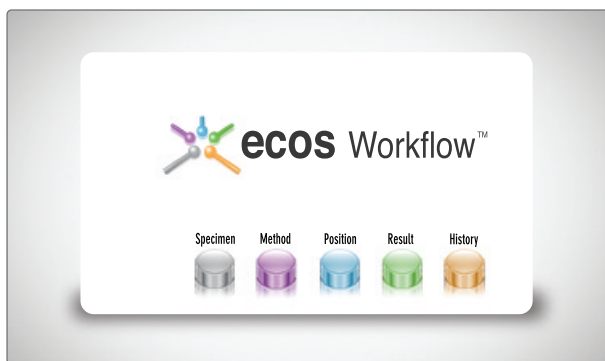 ecos Workflow™
Specimen Method Position Result History